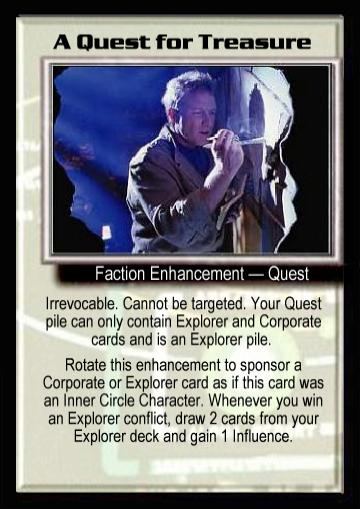 A Quest for Treasure
Faction Enhancement — Quest
Irrevocable. Cannot be targeted. Your Quest
pile can only contain Explorer and Corporate
cards and is an Explorer pile.
Rotate this enhancement to sponsor a
Corporate or Explorer card as if this card was
an Inner Circle Character. Whenever you win
an Explorer conflict, draw 2 cards from your
Explorer deck and gain 1 Influence.